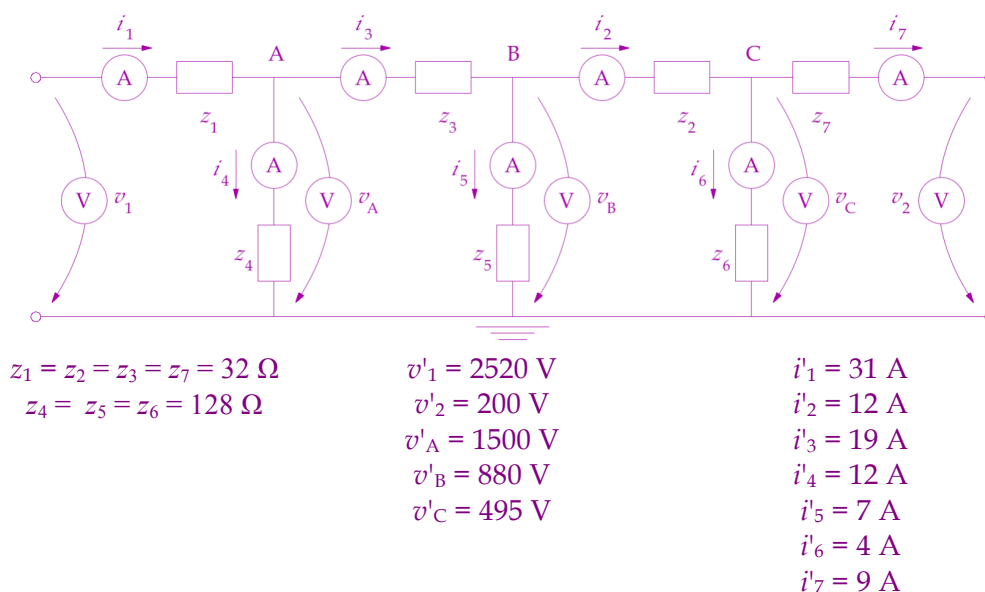 i1 i3 i2 i7
A B C
A A A A
z1 z3 z2 z7
A A A
i4 i5 i6
V v1 V vA V vB V vC v2 V
z4 z5 z6
z1 = z2 = z3 = z7 = 32 Ω
z4 = z5 = z6 = 128 Ω
v'1 = 2520 V
v'2 = 200 V
v'A = 1500 V
v'B = 880 V
v'C = 495 V
i'1 = 31 A
i'2 = 12 A
i'3 = 19 A
i'4 = 12 A
i'5 = 7 A
i'6 = 4 A
i'7 = 9 A